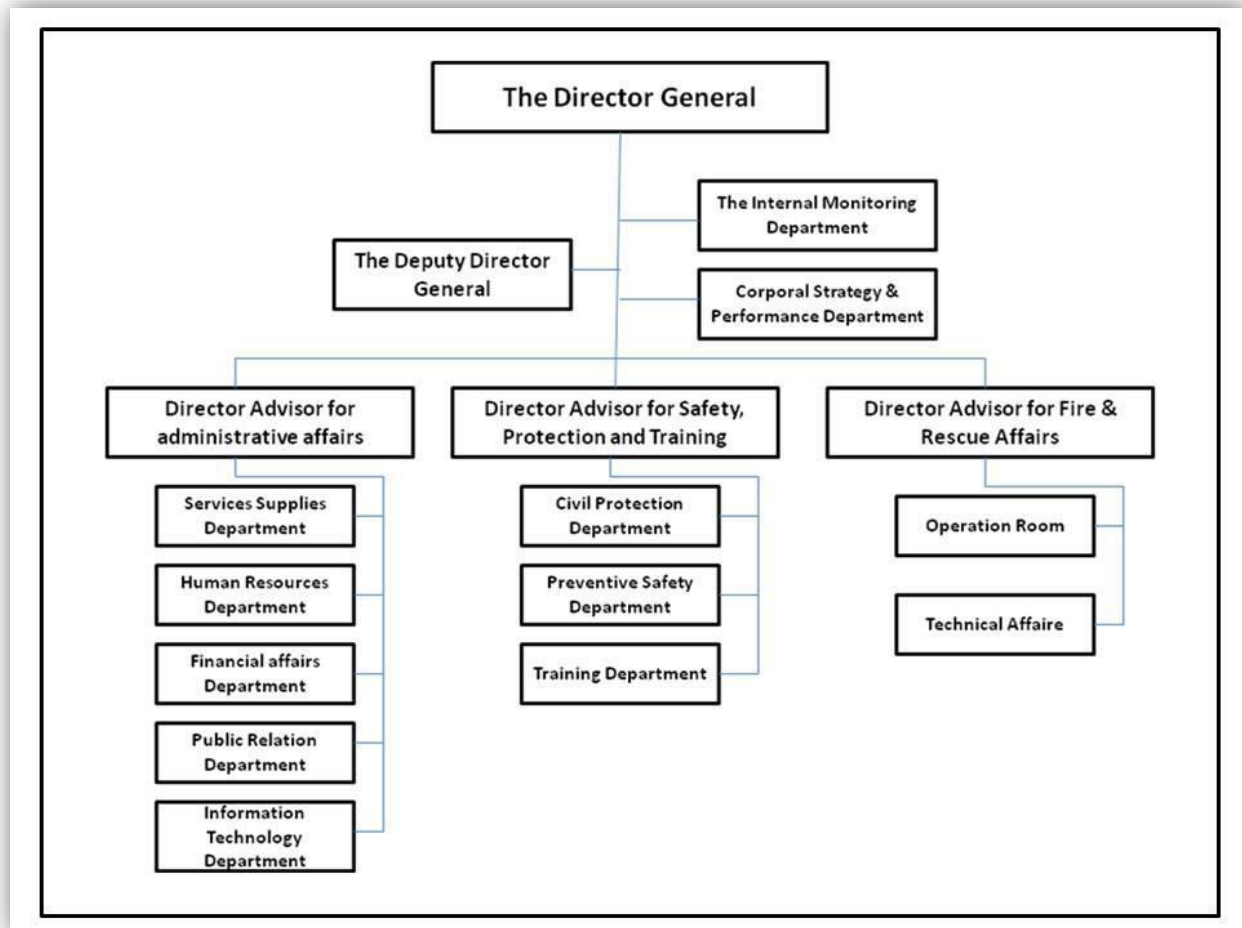 The Director General
The Internal Monitoring
Department
The Deputy Director
General
Corporal Strategy &
Performance Department
Director Advisor for
administrative affairs
Director Advisor for Safety,
Protection and Training
Director Advisor for Fire &
Rescue Affairs
Services Supplies
Department
Human Resources
Department
Financial affairs
Department
Public Relation
Department
Information
Technology
Department
Civil Protection
Department
Preventive Safety
Department
Training Department
Operation Room
Technical Affaire